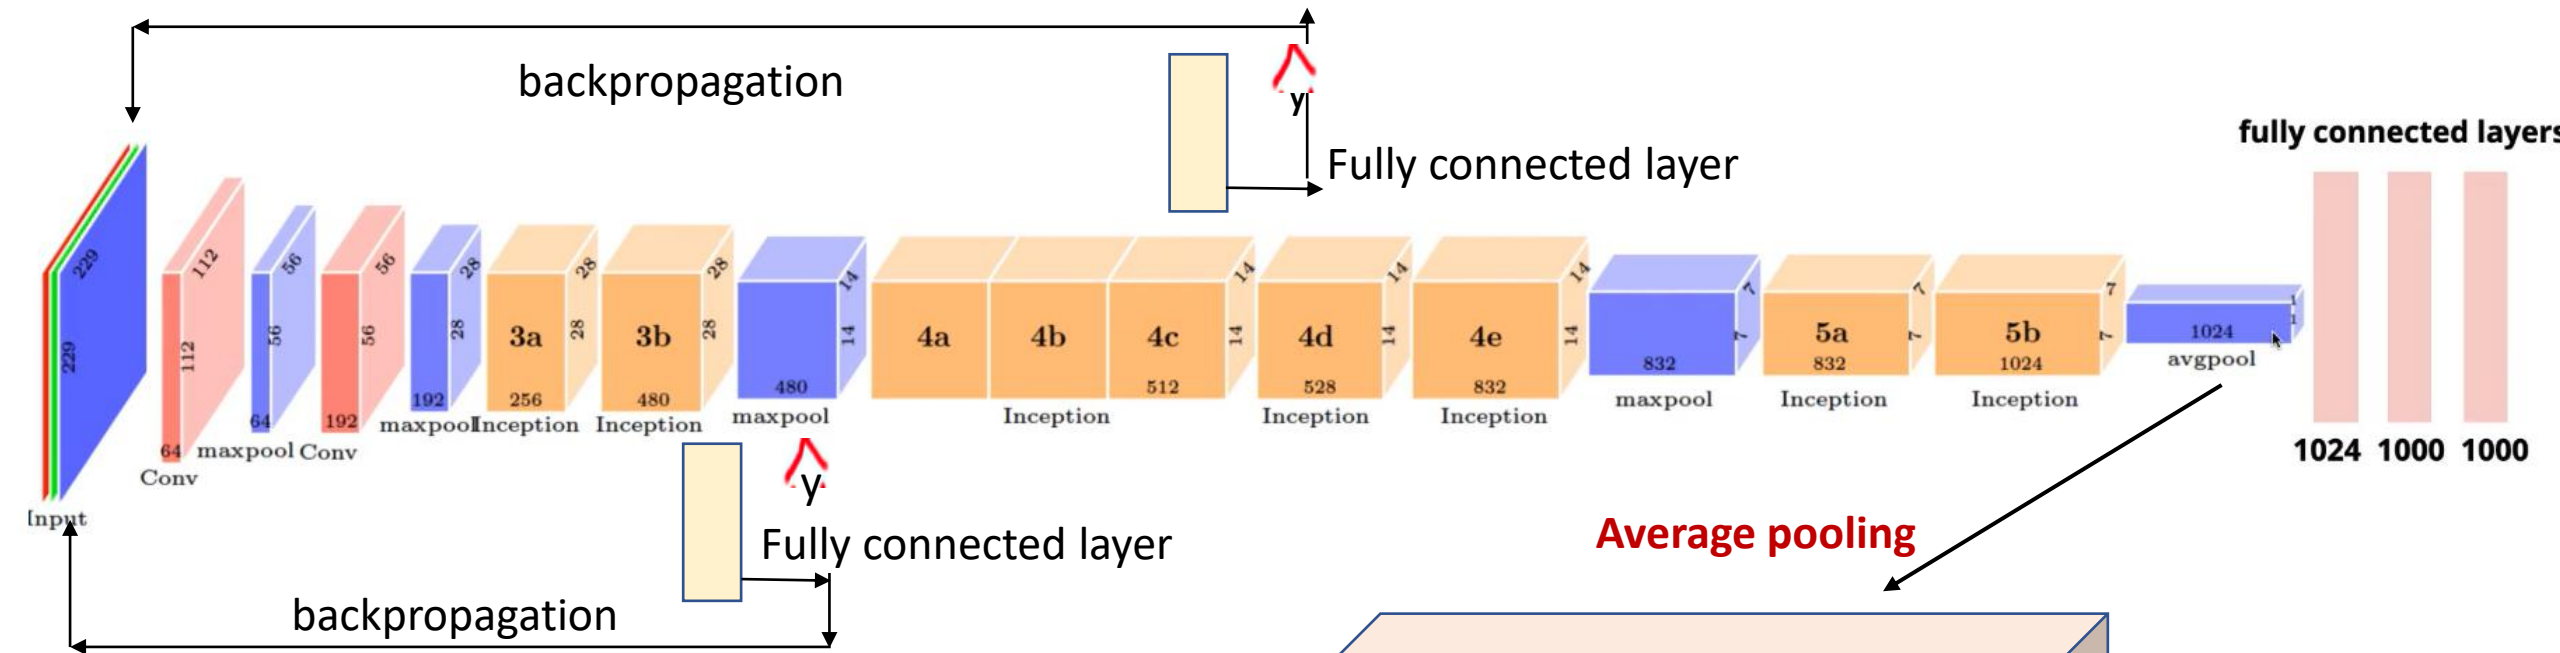 backpropagation
y
Fully connected layer
fully connected layers
229
229
Input
112
112
64
Conv
56
56
64
maxpool
56
56
192
Conv
28
28
192
maxpool
3a
28
28
256
Inception
3b
28
28
480
Inception
14
14
480
maxpool
4a
4b
4c
14
14
512
Inception
4d
14
14
528
Inception
4e
14
14
832
Inception
7
7
832
maxpool
5a
7
7
832
Inception
5b
7
7
1024
Inception
1
1
1024
avgpool
1024 1000 1000
y
Fully connected layer
backpropagation
Average pooling